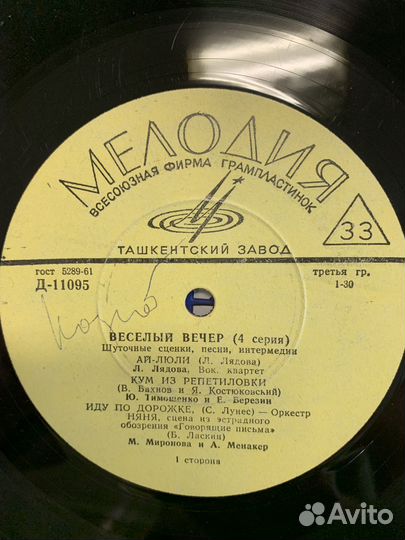 МЕЛОДИЯ
ВСЕСОЮЗНАЯ ФИРМА ГРАМПЛАСТИНОК
ТАШКЕНТСКИЙ ЗАВОД
33
гост 5289-61
Д-11095
третья гр.
1-30
ВЕСЕЛЫЙ ВЕЧЕР (4 серия)
Шуточные сценки, песни, интермедии
АЙ-ЛЮЛИ (Л. Лядова)
Л. Лядова, Вок. квартет
КУМ ИЗ РЕПЕТИЛОВКИ
(В. Бахнов и Я. Костюковский)
Ю. Тимошенко и Е. Березин
ИДУ ПО ДОРОЖКЕ, (С. Лунес) — Оркестр
НЯНЯ, сцена из эстрадного
обозрения «Говорящие письма»
(Б. Ласкин)
М. Миронова и А. Менакер
1 сторона
Avito